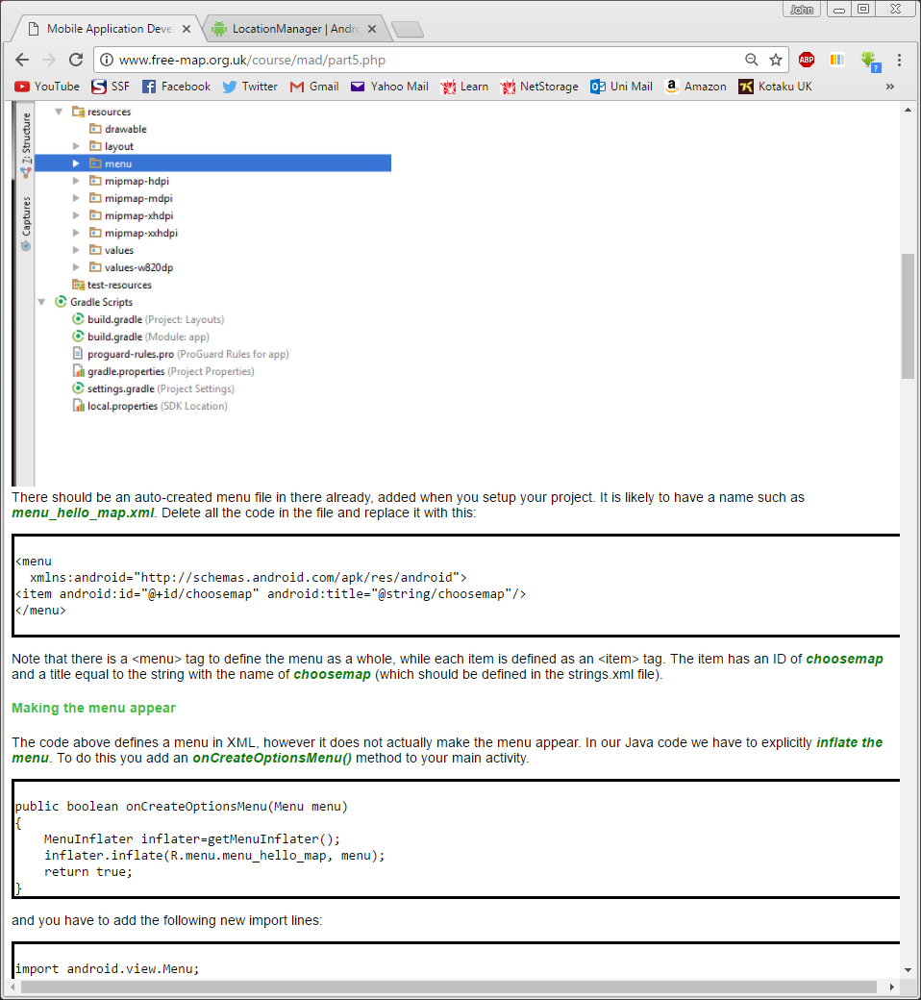 John
Mobile Application Deve
LocationManager | Andro
www.free-map.org.uk/course/mad/part5.php
ABP
?
YouTube
S SSF
Facebook
Twitter
Gmail
Yahoo Mail
Learn
NetStorage
Uni Mail
a Amazon
K Kotaku UK
»
7: Structure
Captures
resources
drawable
layout
menu
mipmap-hdpi
mipmap-mdpi
mipmap-xhdpi
mipmap-xxhdpi
values
values-w820dp
test-resources
Gradle Scripts
build.gradle (Project: Layouts)
build.gradle (Module: app)
proguard-rules.pro (ProGuard Rules for app)
gradle.properties (Project Properties)
settings.gradle (Project Settings)
local.properties (SDK Location)
There should be an auto-created menu file in there already, added when you setup your project. It is likely to have a name such as
menu_hello_map.xml. Delete all the code in the file and replace it with this:
<menu
  xmlns:android="http://schemas.android.com/apk/res/android">
<item android:id="@+id/choosemap" android:title="@string/choosemap"/>
</menu>
Note that there is a <menu> tag to define the menu as a whole, while each item is defined as an <item> tag. The item has an ID of choosemap
and a title equal to the string with the name of choosemap (which should be defined in the strings.xml file).
Making the menu appear
The code above defines a menu in XML, however it does not actually make the menu appear. In our Java code we have to explicitly inflate the
menu. To do this you add an onCreateOptionsMenu() method to your main activity.
public boolean onCreateOptionsMenu(Menu menu)
{
    MenuInflater inflater=getMenuInflater();
    inflater.inflate(R.menu.menu_hello_map, menu);
    return true;
}
and you have to add the following new import lines:
import android.view.Menu;